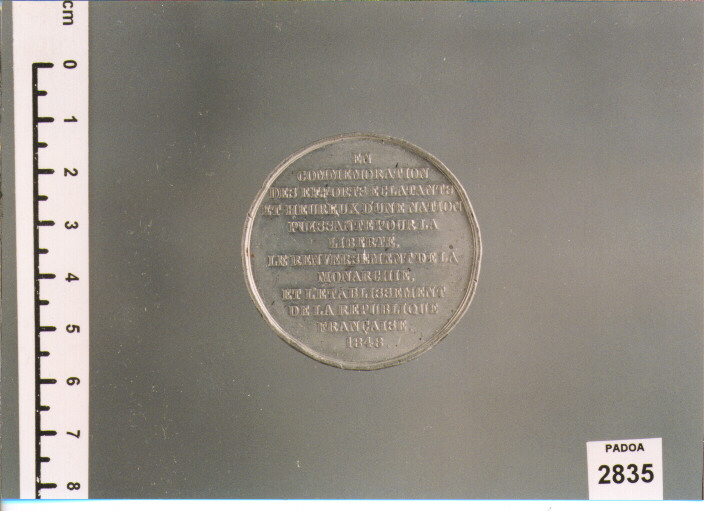 cm
0
1
2
3
4
5
6
7
8
EN
COMMEMORATION
DES EFFORTS ECLATANTS
ET HEUREUX D'UNE NATION
PUISSANTE POUR LA
LIBERTÉ,
LE RENVERSEMENT DE LA
MONARCHIE,
ET L'ETABLISSEMENT
DE LA REPUBLIQUE
FRANÇAISE.
1848.
PADOA
2835